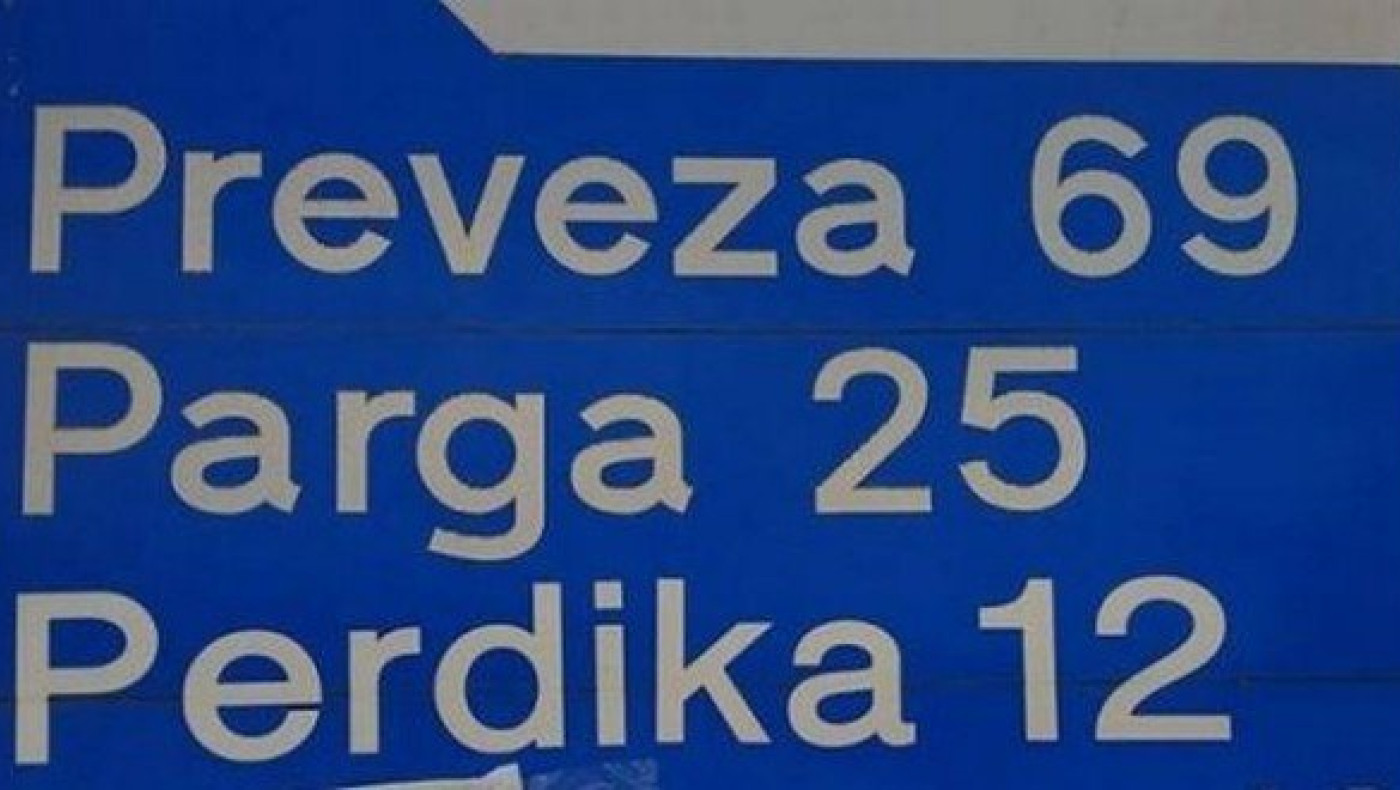 Preveza 69
Parga 25
Perdika 12